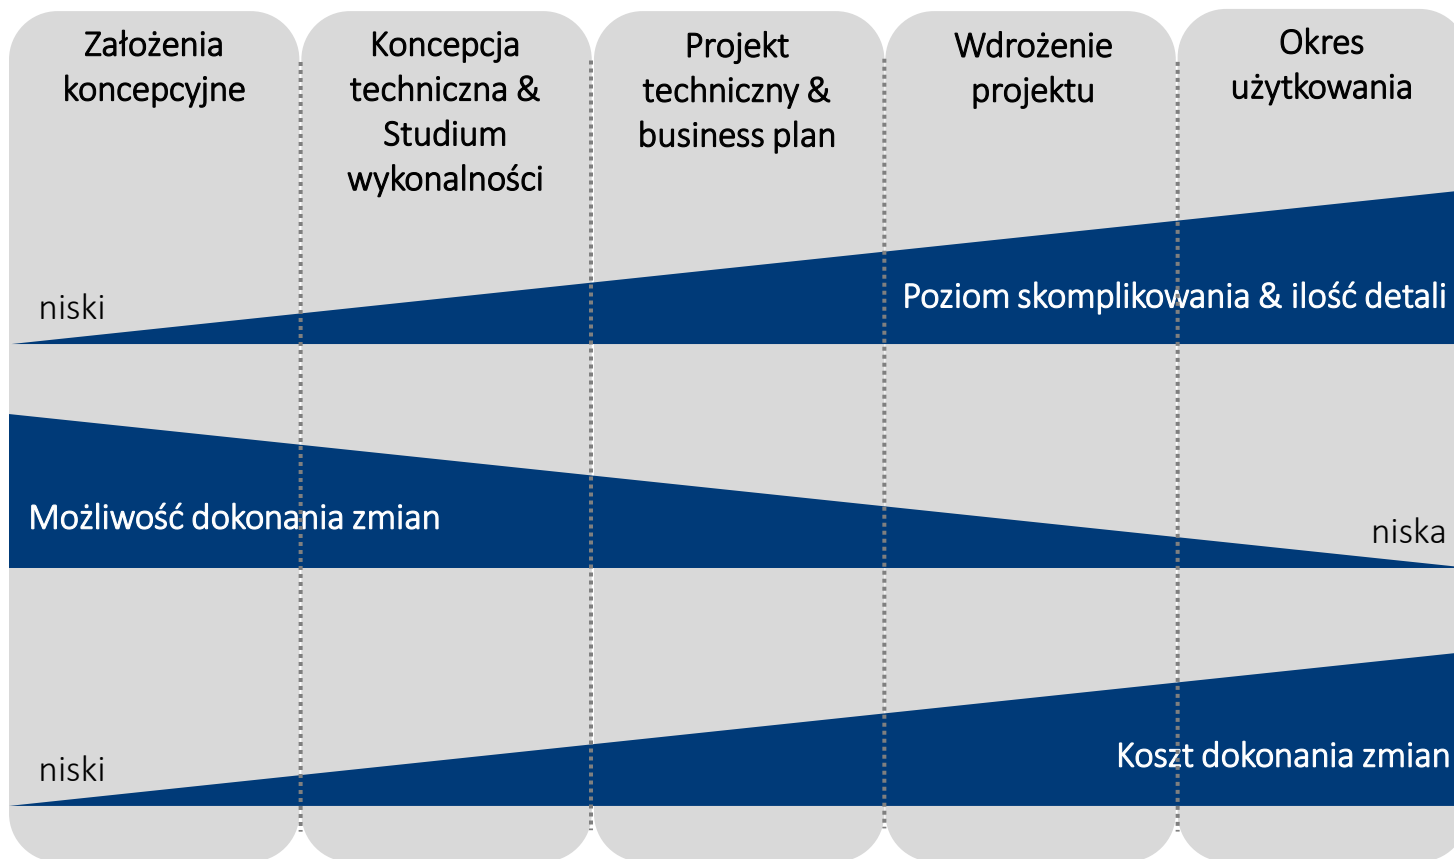 Założenia
koncepcyjne
Koncepcja
techniczna &
Studium
wykonalności
Projekt
techniczny &
business plan
Wdrożenie
projektu
Okres
użytkowania
niski
Poziom skomplikowania & ilość detali
Możliwość dokonania zmian
niska
niski
Koszt dokonania zmian